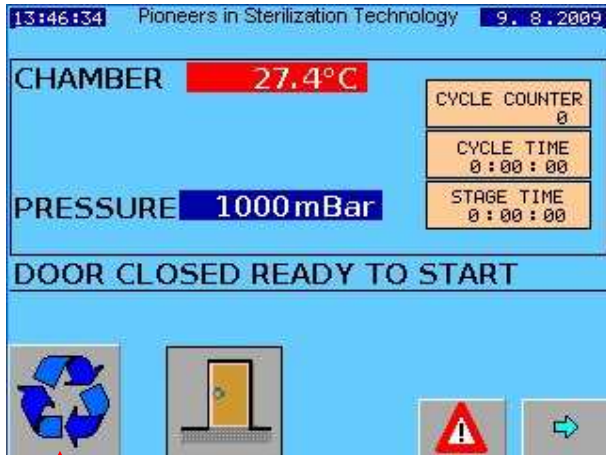 13:46:34 Pioneers in Sterilization Technology 9. 8.2009
CHAMBER 27.4°C
CYCLE COUNTER
0
CYCLE TIME
0:00:00
PRESSURE 1000mBar
STAGE TIME
0:00:00
DOOR CLOSED READY TO START
!